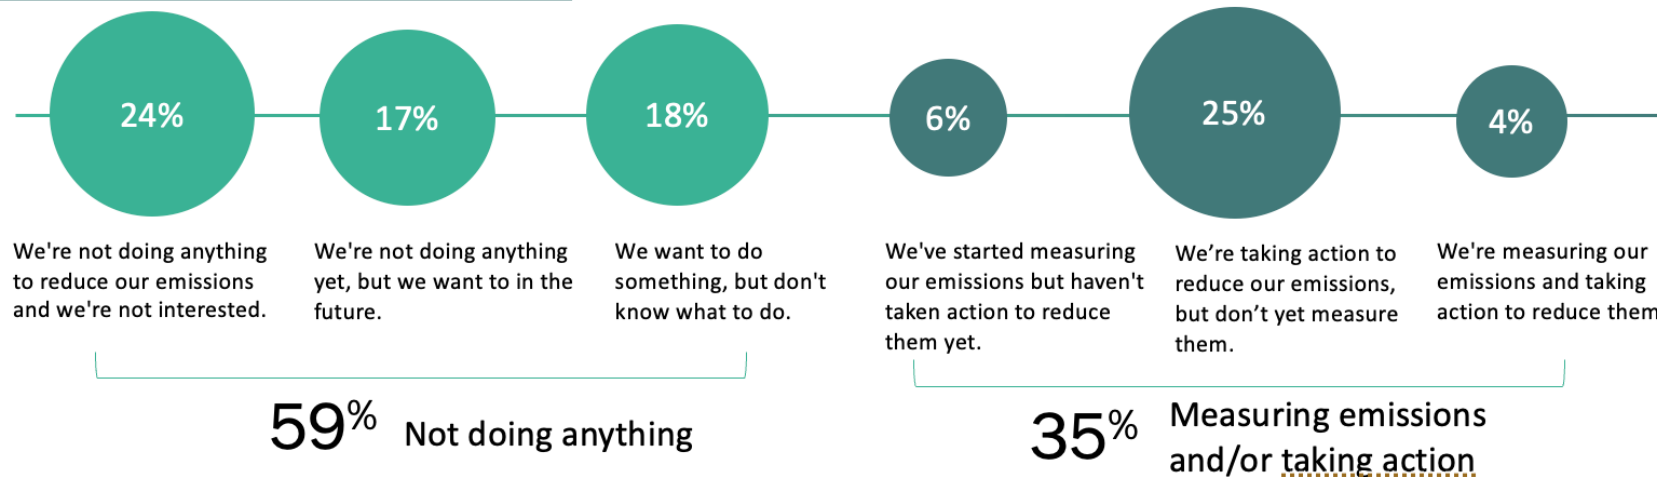 24%
17%
18%
6%
25%
4%
We're not doing anything
to reduce our emissions
and we're not interested.
We're not doing anything
yet, but we want to in the
future.
We want to do
something, but don't
know what to do.
We've started measuring
our emissions but haven't
taken action to reduce
them yet.
We’re taking action to
reduce our emissions,
but don’t yet measure
them.
We're measuring our
emissions and taking
action to reduce them
59% Not doing anything
35% Measuring emissions
and/or taking action